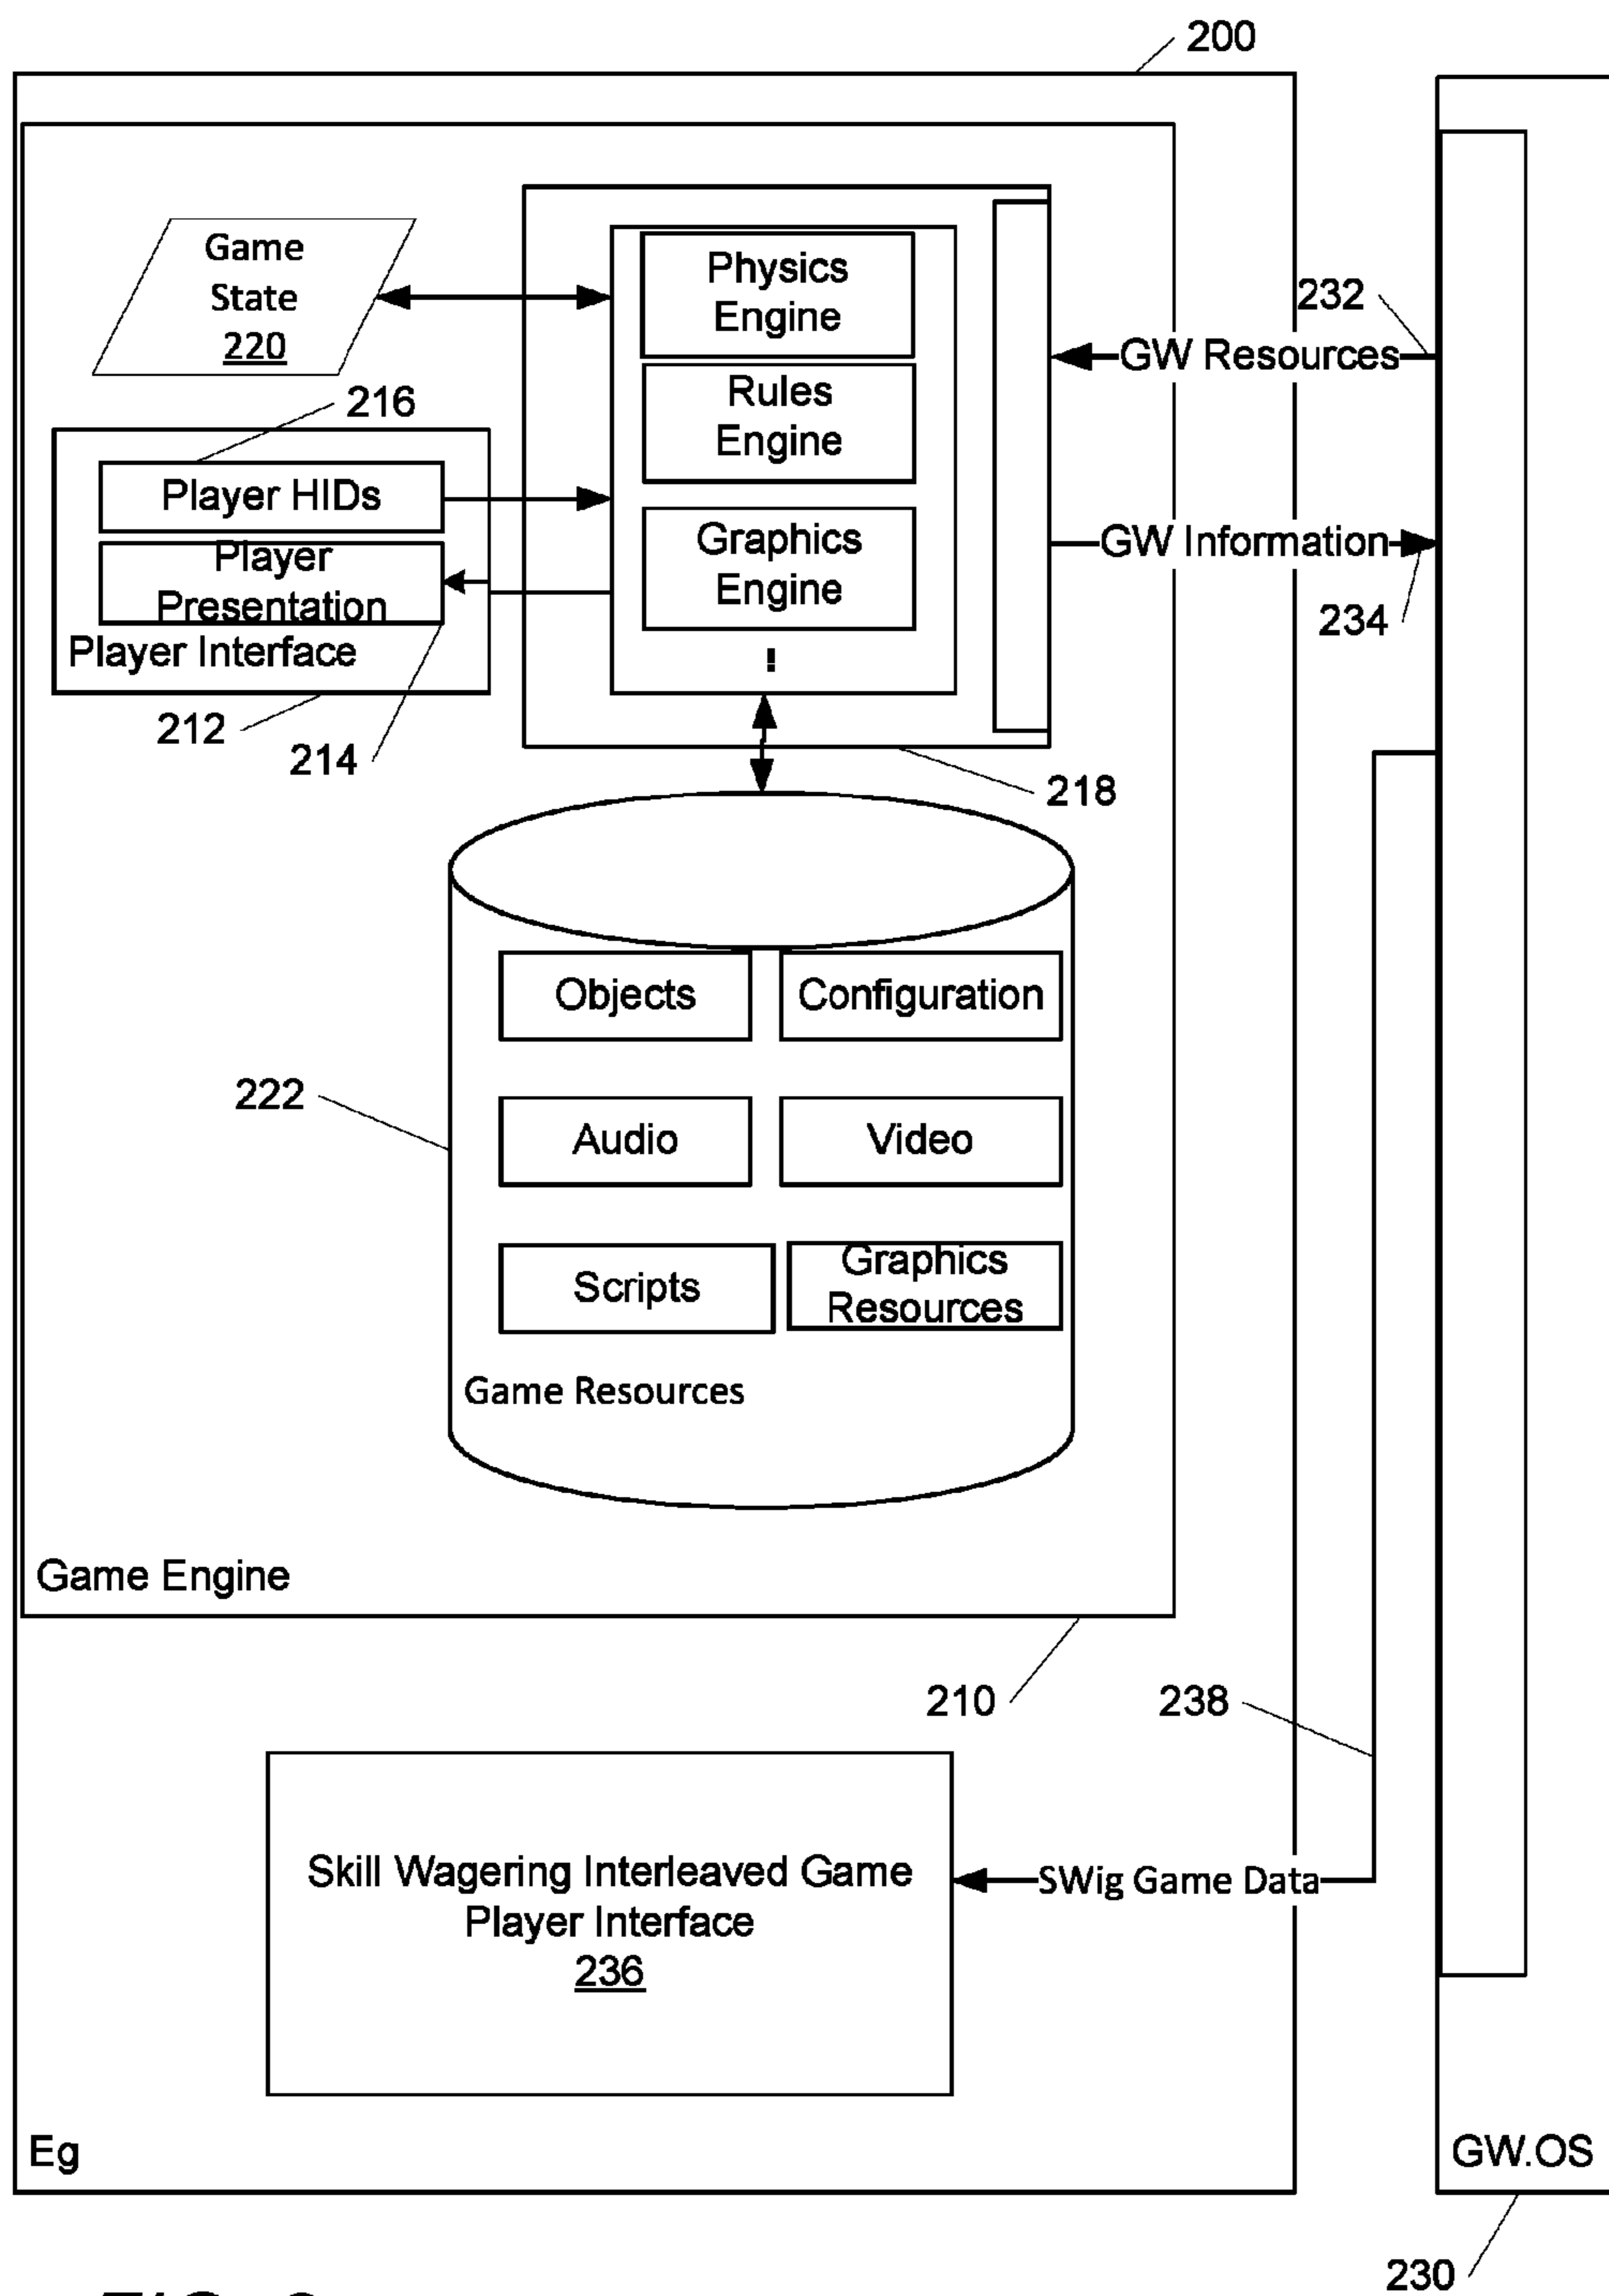 200
Game
State
220
Physics
Engine
232
GW Resources
Rules
Engine
216
Player HIDs
Graphics
Engine
GW Information
Player
Presentation
234
Player Interface
212
214
218
Objects
Configuration
222
Audio
Video
Scripts
Graphics
Resources
Game Resources
Game Engine
210
238
Skill Wagering Interleaved Game
Player Interface
236
SWig Game Data
Eg
GW.OS
230